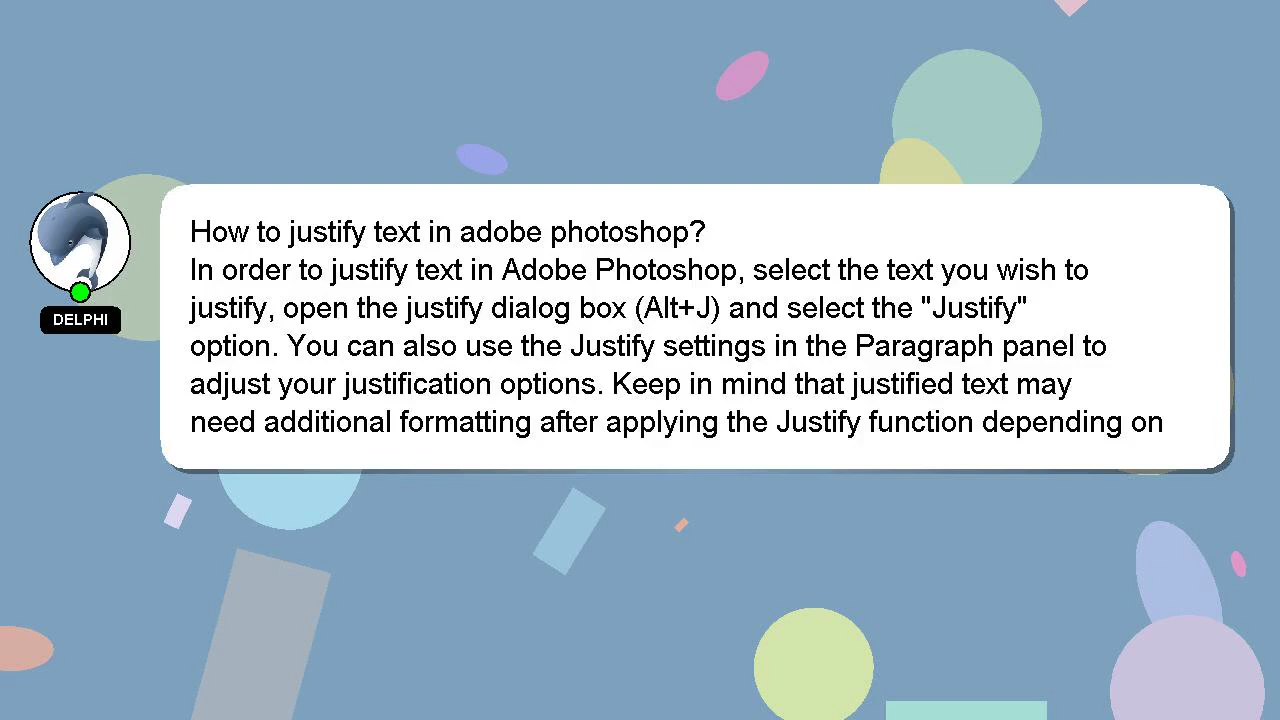 How to justify text in adobe photoshop?
In order to justify text in Adobe Photoshop, select the text you wish to
justify, open the justify dialog box (Alt+J) and select the "Justify"
option. You can also use the Justify settings in the Paragraph panel to
adjust your justification options. Keep in mind that justified text may
need additional formatting after applying the Justify function depending on
DELPHI